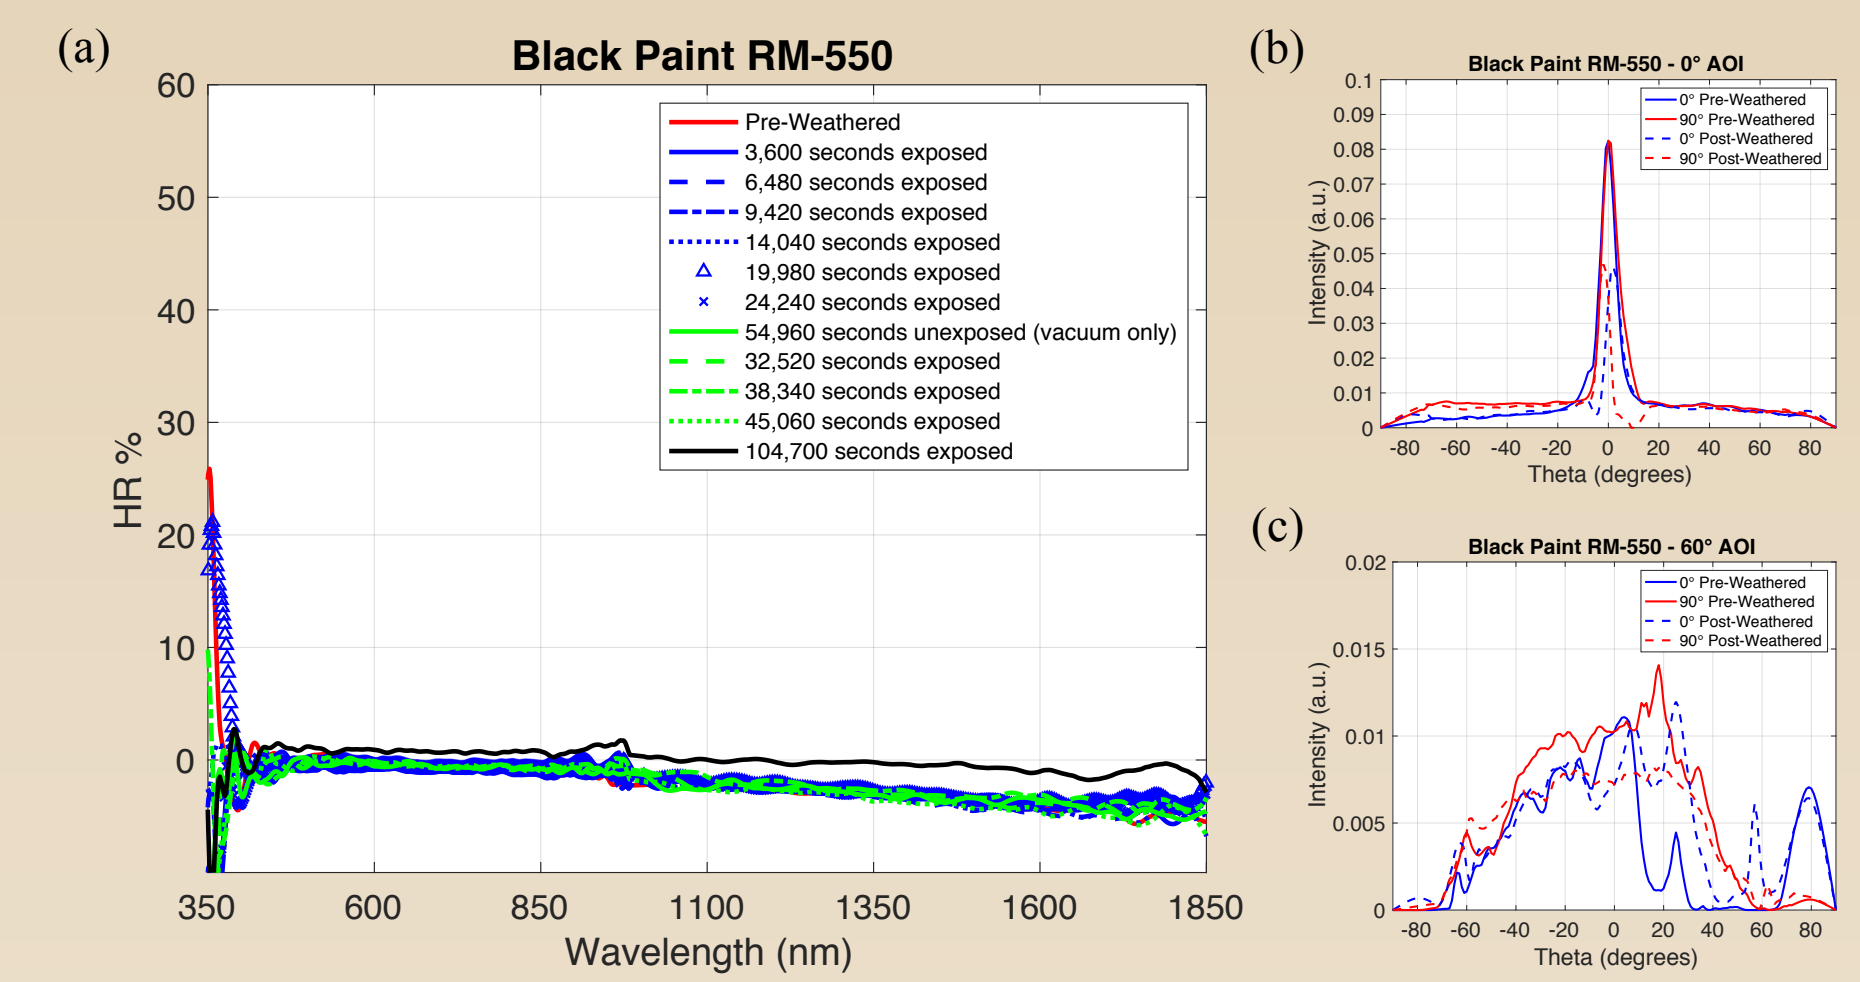 (a)
Black Paint RM-550
60
50
40
30
20
10
0
HR %
350 600 850 1100 1350 1600 1850
Wavelength (nm)
Pre-Weathered
3,600 seconds exposed
6,480 seconds exposed
9,420 seconds exposed
14,040 seconds exposed
19,980 seconds exposed
24,240 seconds exposed
54,960 seconds unexposed (vacuum only)
32,520 seconds exposed
38,340 seconds exposed
45,060 seconds exposed
104,700 seconds exposed
(b)
Black Paint RM-550 - 0° AOI
0.1
0.09
0.08
0.07
0.06
0.05
0.04
0.03
0.02
0.01
0
Intensity (a.u.)
-80 -60 -40 -20 0 20 40 60 80
Theta (degrees)
0° Pre-Weathered
90° Pre-Weathered
0° Post-Weathered
90° Post-Weathered
(c)
Black Paint RM-550 - 60° AOI
0.02
0.015
0.01
0.005
0
Intensity (a.u.)
-80 -60 -40 -20 0 20 40 60 80
Theta (degrees)
0° Pre-Weathered
90° Pre-Weathered
0° Post-Weathered
90° Post-Weathered